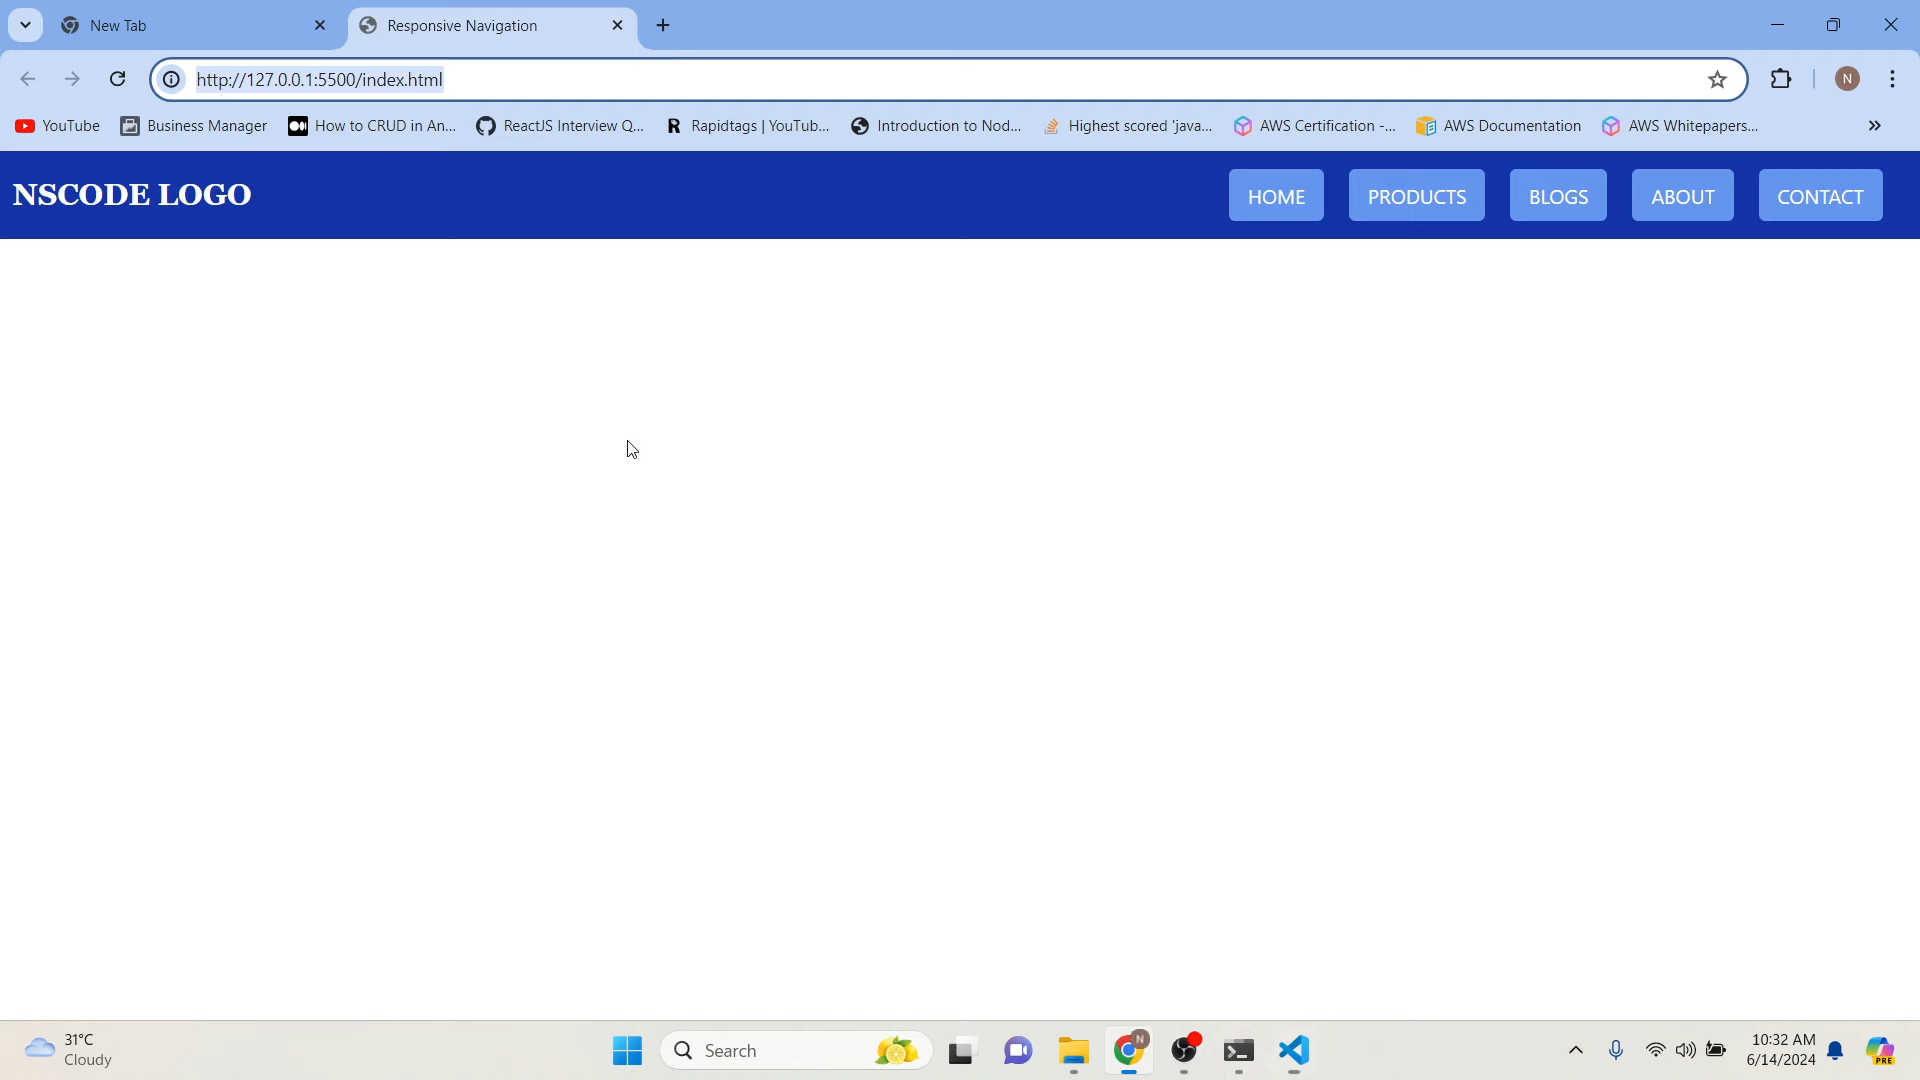 New Tab
Responsive Navigation
http://127.0.0.1:5500/index.html
N
YouTube
Business Manager
How to CRUD in An...
ReactJS Interview Q...
Rapidtags | YouTub...
Introduction to Nod...
Highest scored 'java...
AWS Certification -...
AWS Documentation
AWS Whitepapers...
NSCODE LOGO
HOME
PRODUCTS
BLOGS
ABOUT
CONTACT
31°C
Cloudy
Search
N
10:32 AM
6/14/2024
PRE